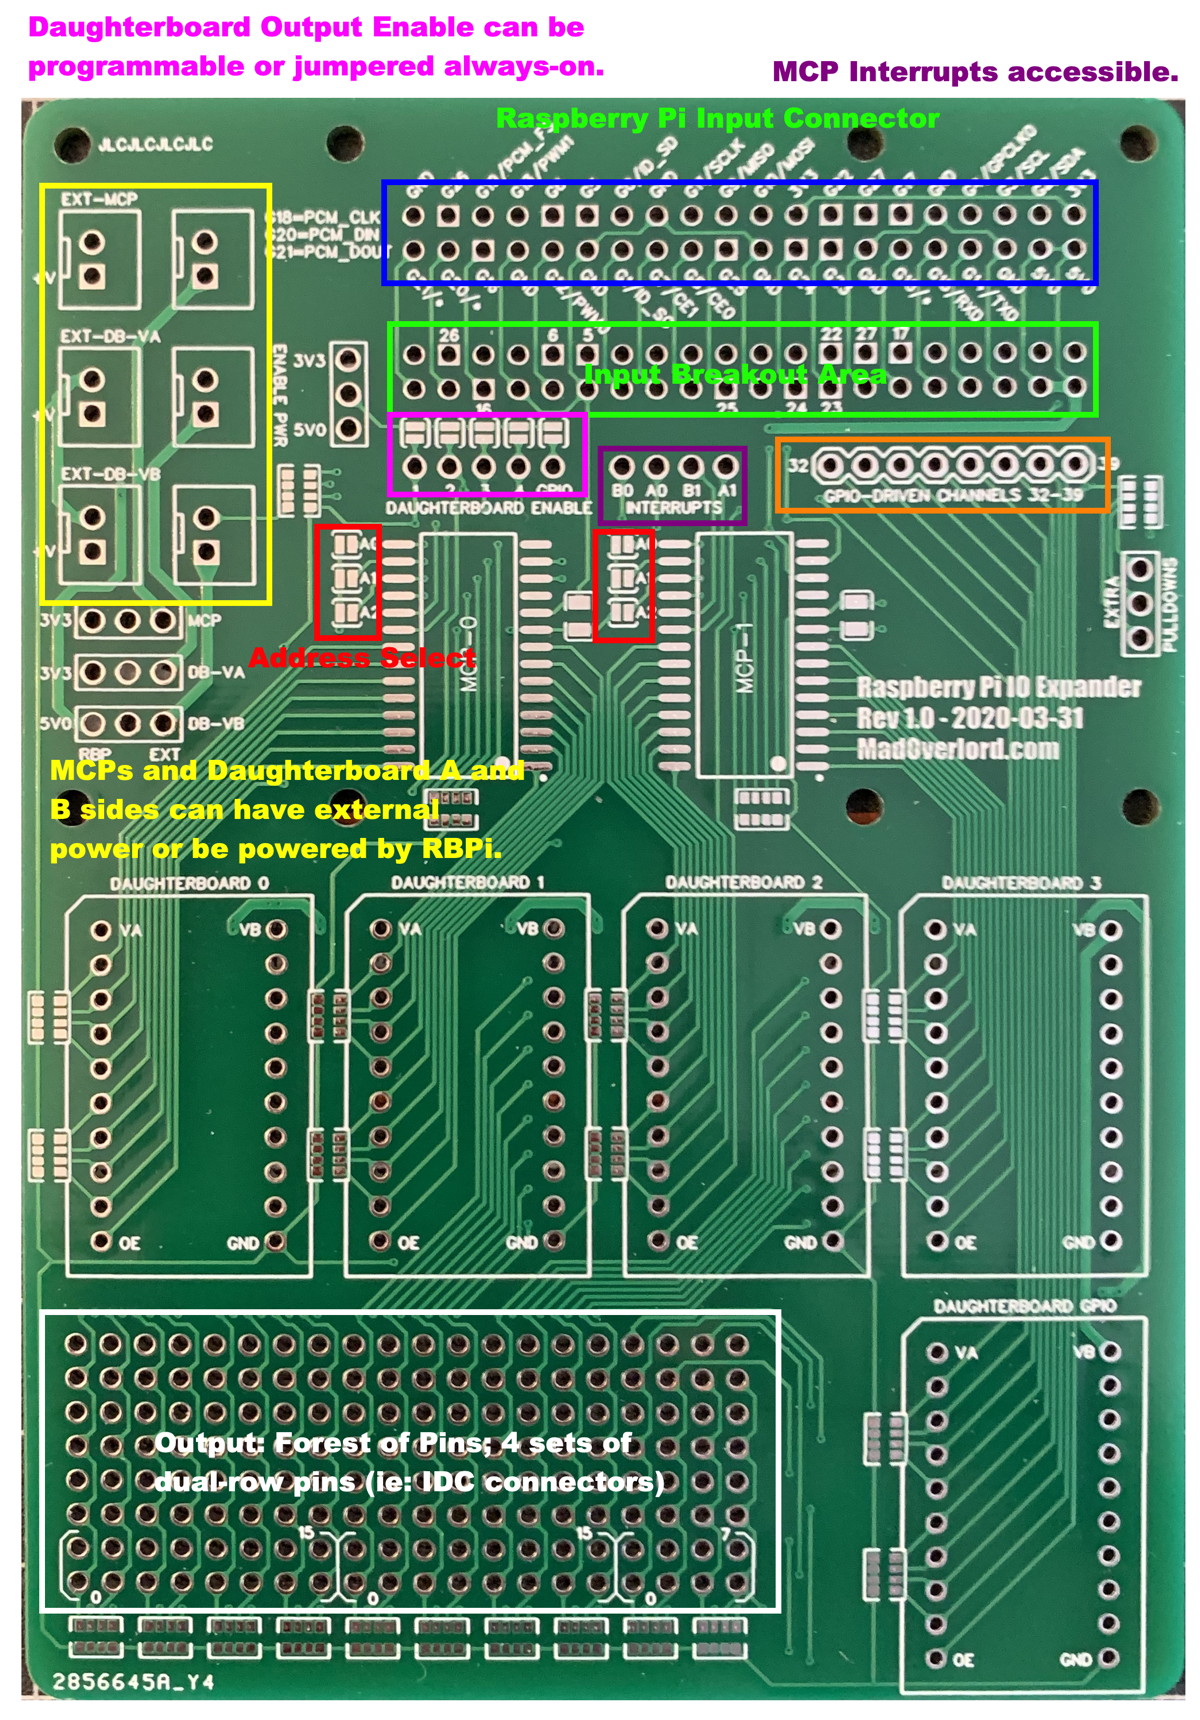 Daughterboard Output Enable can be
programmable or jumpered always-on.
MCP Interrupts accessible.
Raspberry Pi Input Connector
JLCJLCJLCJLC
EXT-MCP
G18=PCM_CLK
G20=PCM_DIN
G21=PCM_DOUT
+V
EXT-DB-VA
+V
EXT-DB-VB
+V
ENABLE PWR
3V3
5V0
26 6 5 22 27 17
Input Breakout Area
16 25 24 23
1 2 3 4 GPIO
DAUGHTERBOARD ENABLE
B0 A0 B1 A1
INTERRUPTS
32 39
GPIO-DRIVEN CHANNELS 32-39
A0
A1
A2
A0
A1
A2
Address Select
MCP-0
MCP-1
EXTRA
PULLDOWNS
3V3 MCP
3V3 DB-VA
5V0 DB-VB
RBP EXT
Raspberry Pi IO Expander
Rev 1.0 - 2020-03-31
MadOverlord.com
MCPs and Daughterboard A and
B sides can have external
power or be powered by RBPi.
DAUGHTERBOARD 0 DAUGHTERBOARD 1 DAUGHTERBOARD 2 DAUGHTERBOARD 3
VA VB VA VB VA VB VA VB
OE GND OE GND OE GND OE GND
DAUGHTERBOARD GPIO
VA VB
OE GND
Output: Forest of Pins; 4 sets of
dual-row pins (ie: IDC connectors)
15 15 7
0 0 0
2856645A_Y4